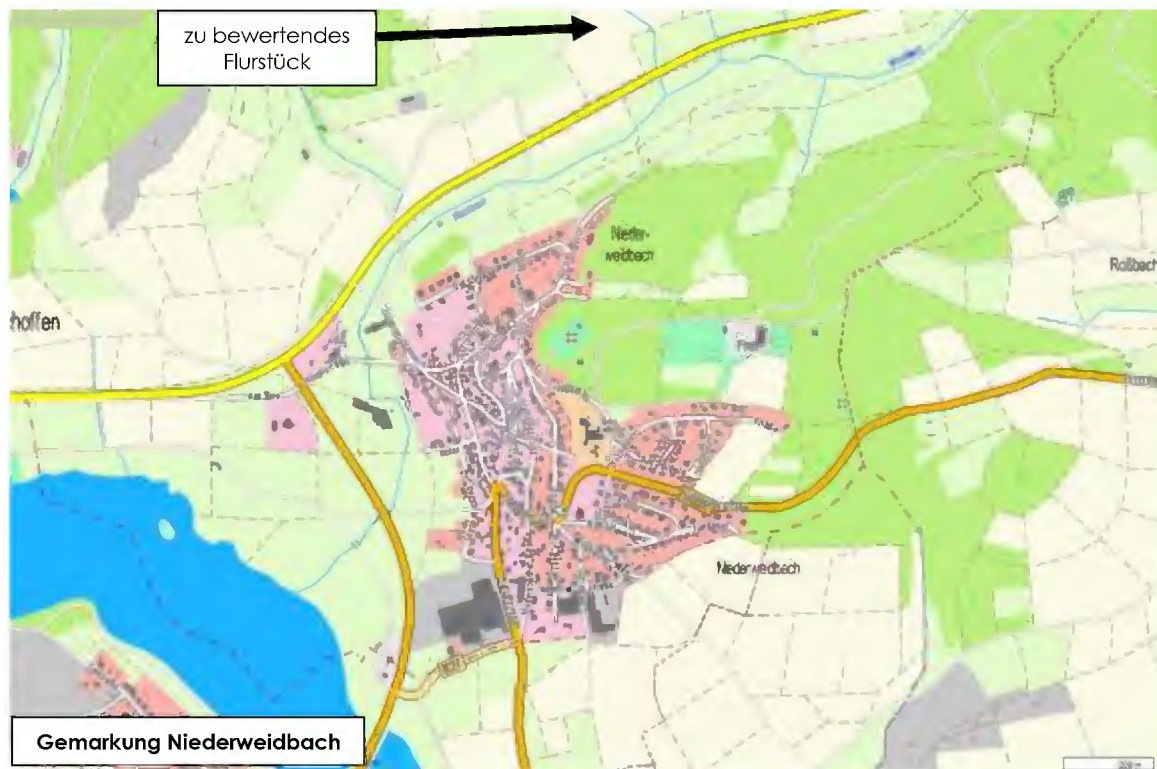 zu bewertendes
Flurstück
Nieder-
weidbach
Roßbach
hoffen
Niederweidbach
Gemarkung Niederweidbach